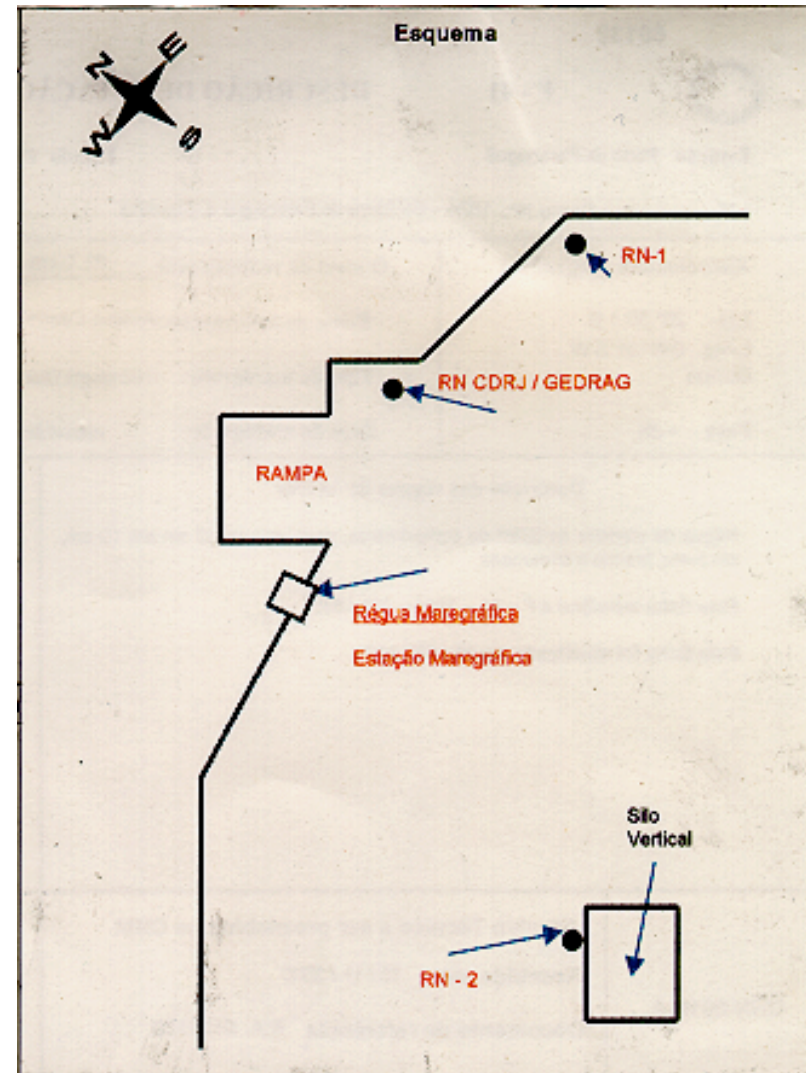 Esquema
N
E
W
S
RN-1
RN CDRJ / GEDRAG
RAMPA
Régua Maregráfica
Estação Maregráfica
Silo
Vertical
RN - 2